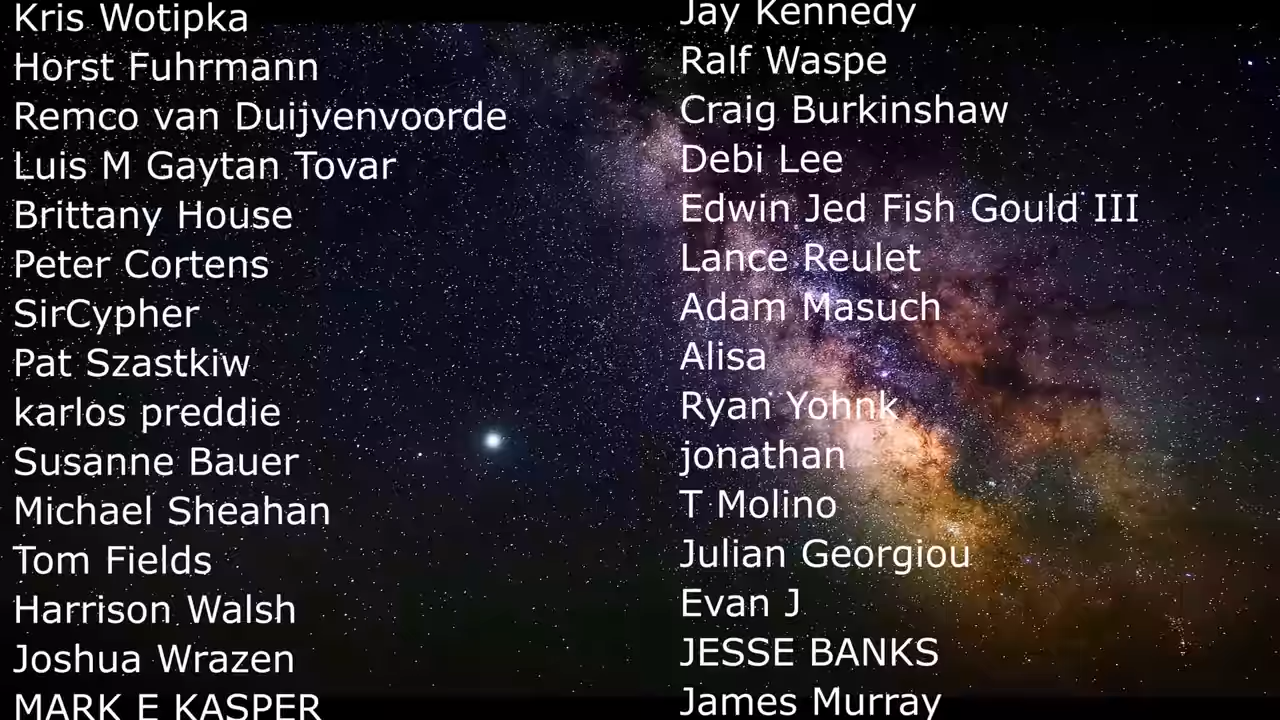 Kris Wotipka
Horst Fuhrmann
Remco van Duijvenvoorde
Luis M Gaytan Tovar
Brittany House
Peter Cortens
SirCypher
Pat Szastkiw
karlos preddie
Susanne Bauer
Michael Sheahan
Tom Fields
Harrison Walsh
Joshua Wrazen
MARK E KASPER
Jay Kennedy
Ralf Waspe
Craig Burkinshaw
Debi Lee
Edwin Jed Fish Gould III
Lance Reulet
Adam Masuch
Alisa
Ryan Yohnk
jonathan
T Molino
Julian Georgiou
Evan J
JESSE BANKS
James Murray